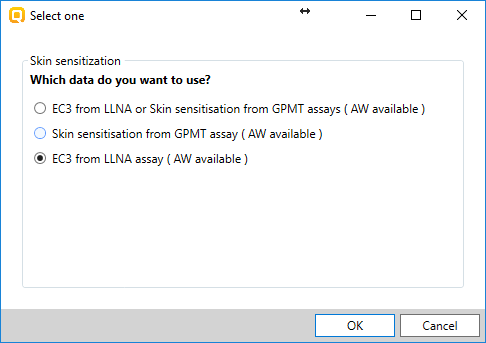 Select one
Skin sensitization
Which data do you want to use?
EC3 from LLNA or Skin sensitisation from GPMT assays ( AW available )
Skin sensitisation from GPMT assay ( AW available )
EC3 from LLNA assay ( AW available )
OK
Cancel